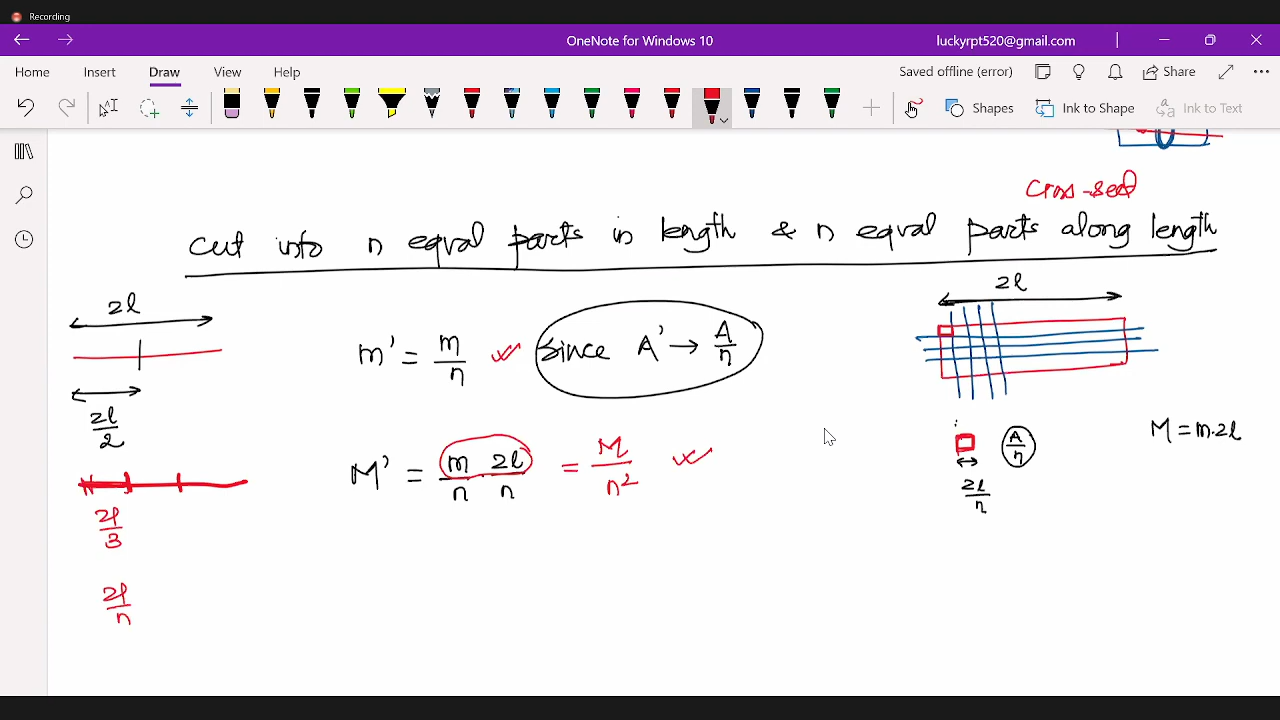 Recording
OneNote for Windows 10
luckyrpt520@gmail.com
Home Insert Draw View Help
Saved offline (error)
Share
Shapes
Ink to Shape
Ink to Text
cut into n equal parts in length & n equal parts along length
2l
2l/2
2l/3
2l/n
m' = m/n since A' → A/n
M' = m/n 2l/n = M/n²
2l
A/n
2l/n
M = m.2l